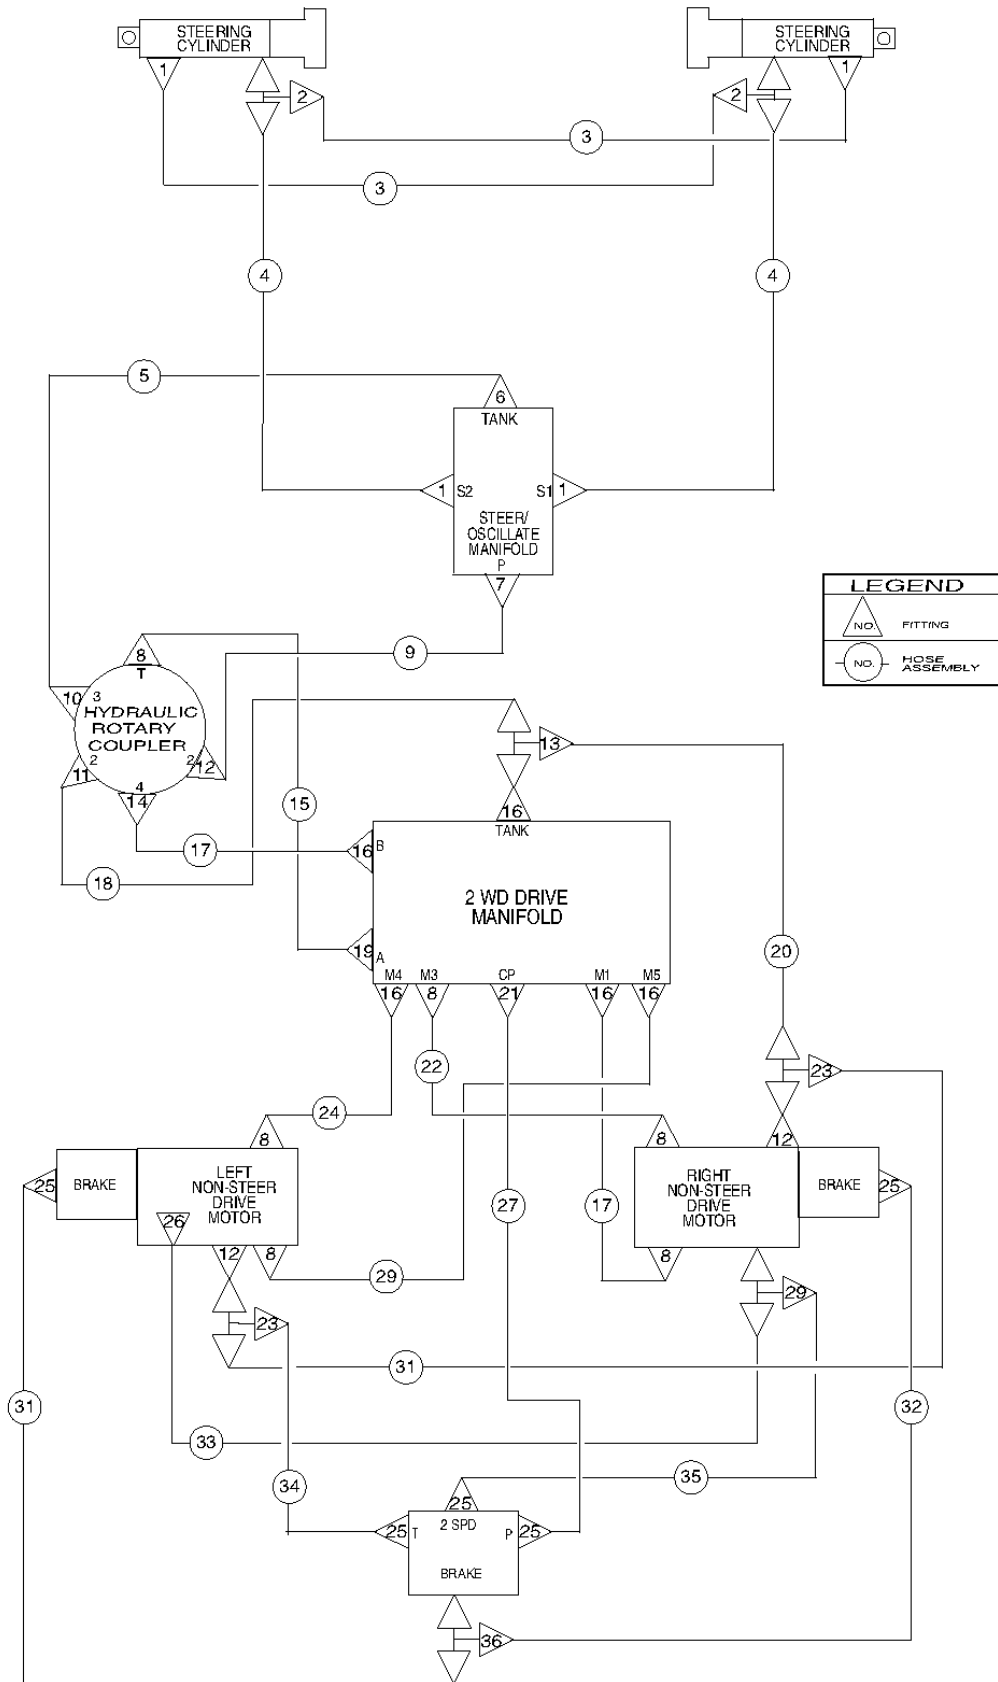 STEERING
CYLINDER
STEERING
CYLINDER
1
2
2
1
3
3
4
4
5
6
TANK
1
S2
S1
1
STEER/
OSCILLATE
MANIFOLD
P
7
LEGEND
NO.
FITTING
NO.
HOSE
ASSEMBLY
9
8
T
10
3
HYDRAULIC
ROTARY
COUPLER
2
11
2
12
4
14
13
15
16
TANK
17
16
B
18
2 WD DRIVE
MANIFOLD
19
A
20
M4
M3
CP
M1
M5
16
8
21
16
16
22
23
24
8
8
12
25
BRAKE
LEFT
NON-STEER
DRIVE
MOTOR
26
12
8
27
17
RIGHT
NON-STEER
DRIVE
MOTOR
BRAKE
25
8
29
29
23
31
31
32
33
34
35
25
25
T
2 SPD
P
25
BRAKE
36